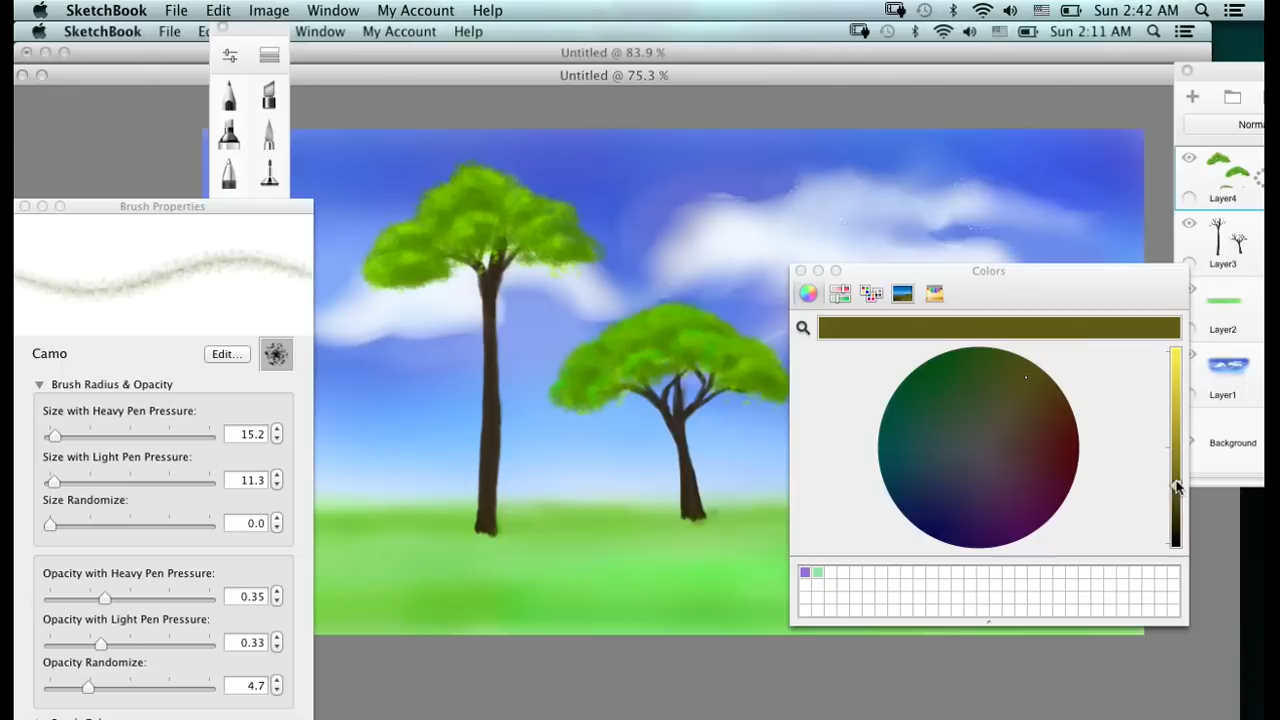 SketchBook File Edit Image Window My Account Help Sun 2:42 AM
SketchBook File Window My Account Help Sun 2:11 AM
Untitled @ 83.9 %
Untitled @ 75.3 %
Norma
Layer4
Layer3
Layer2
Layer1
Background
Brush Properties
Camo
Edit...
Brush Radius & Opacity
Size with Heavy Pen Pressure:
15.2
Size with Light Pen Pressure:
11.3
Size Randomize:
0.0
Opacity with Heavy Pen Pressure:
0.35
Opacity with Light Pen Pressure:
0.33
Opacity Randomize:
4.7
Colors